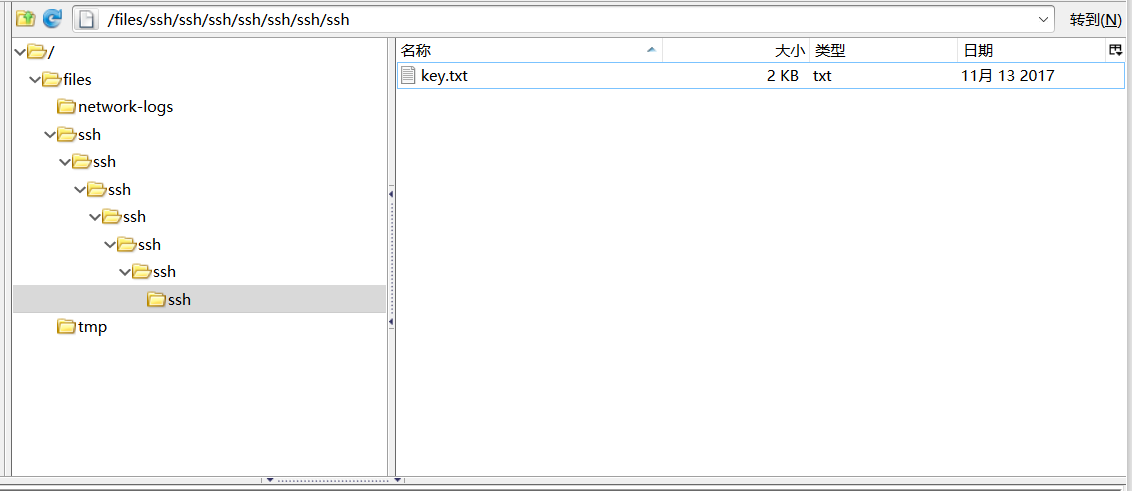 /files/ssh/ssh/ssh/ssh/ssh/ssh/ssh 转到(N)
/
files
network-logs
ssh
ssh
ssh
ssh
ssh
ssh
ssh
tmp
名称 大小 类型 日期
key.txt 2 KB txt 11月 13 2017